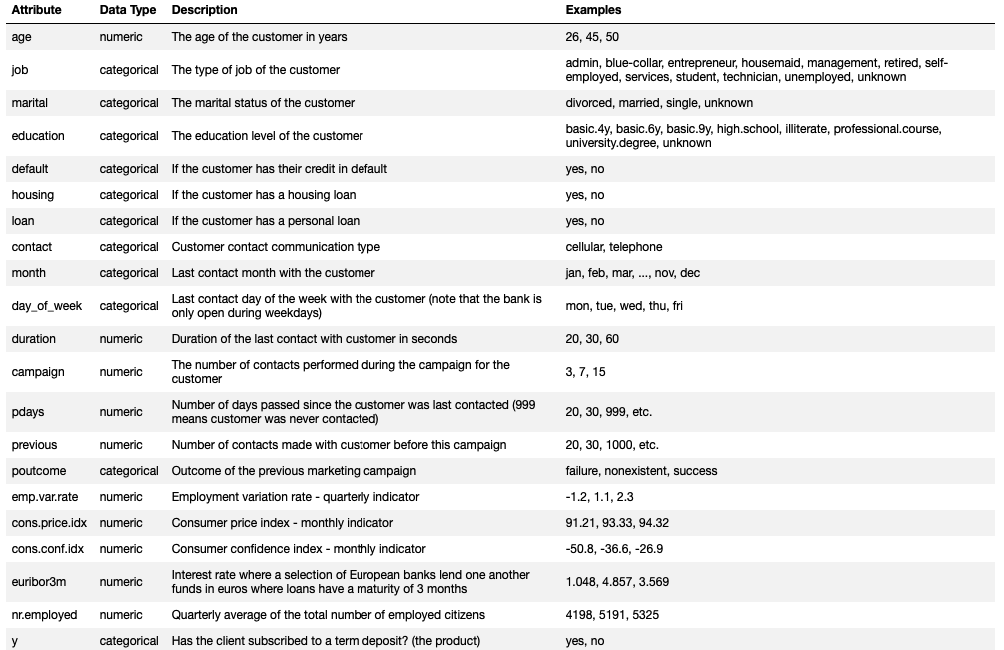 Attribute Data Type Description Examples
age numeric The age of the customer in years 26, 45, 50
job categorical The type of job of the customer admin, blue-collar, entrepreneur, housemaid, management, retired, self-
employed, services, student, technician, unemployed, unknown
marital categorical The marital status of the customer divorced, married, single, unknown
education categorical The education level of the customer basic.4y, basic.6y, basic.9y, high.school, illiterate, professional.course,
university.degree, unknown
default categorical If the customer has their credit in default yes, no
housing categorical If the customer has a housing loan yes, no
loan categorical If the customer has a personal loan yes, no
contact categorical Customer contact communication type cellular, telephone
month categorical Last contact month with the customer jan, feb, mar, ..., nov, dec
day_of_week categorical Last contact day of the week with the customer (note that the bank is
only open during weekdays) mon, tue, wed, thu, fri
duration numeric Duration of the last contact with customer in seconds 20, 30, 60
campaign numeric The number of contacts performed during the campaign for the
customer 3, 7, 15
pdays numeric Number of days passed since the customer was last contacted (999
means customer was never contacted) 20, 30, 999, etc.
previous numeric Number of contacts made with customer before this campaign 20, 30, 1000, etc.
poutcome categorical Outcome of the previous marketing campaign failure, nonexistent, success
emp.var.rate numeric Employment variation rate - quarterly indicator -1.2, 1.1, 2.3
cons.price.idx numeric Consumer price index - monthly indicator 91.21, 93.33, 94.32
cons.conf.idx numeric Consumer confidence index - monthly indicator -50.8, -36.6, -26.9
euribor3m numeric Interest rate where a selection of European banks lend one another
funds in euros where loans have a maturity of 3 months 1.048, 4.857, 3.569
nr.employed numeric Quarterly average of the total number of employed citizens 4198, 5191, 5325
y categorical Has the client subscribed to a term deposit? (the product) yes, no